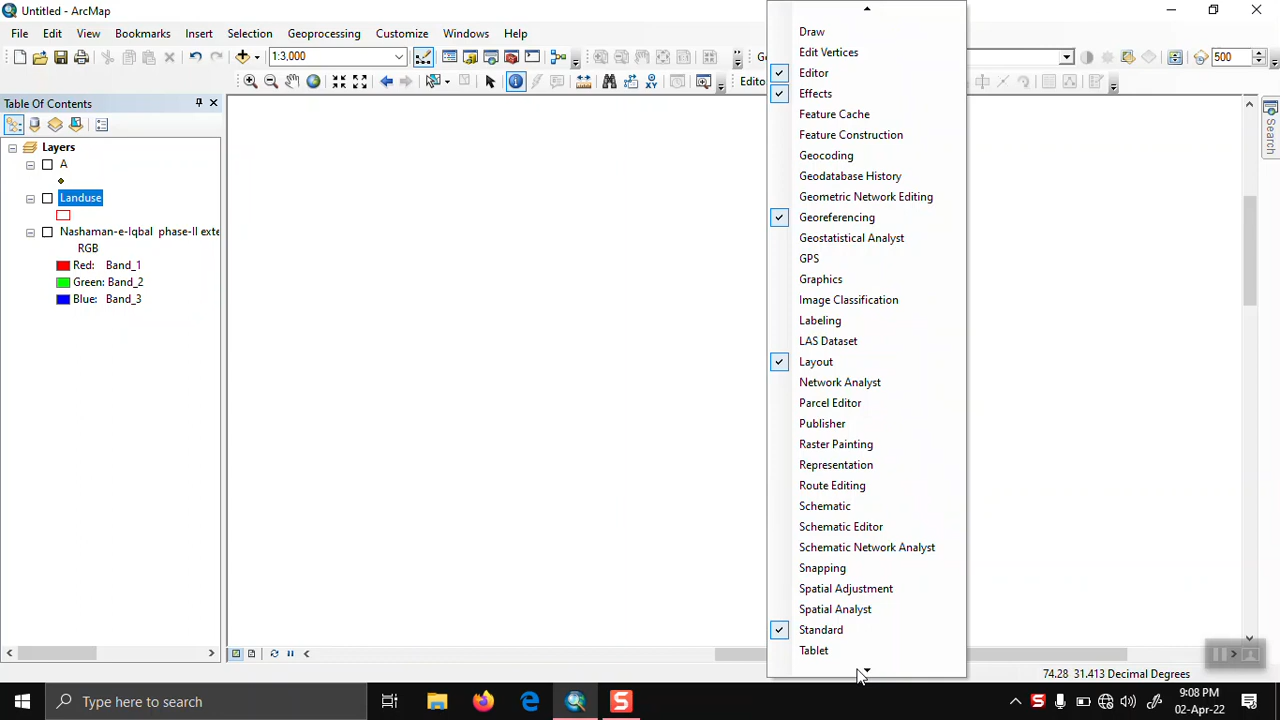 Untitled - ArcMap
File Edit View Bookmarks Insert Selection Geoprocessing Customize Windows Help
1:3,000
500
Table Of Contents
Layers
A
Landuse
Nashaman-e-Iqbal phase-II exte
RGB
Red: Band_1
Green: Band_2
Blue: Band_3
Draw
Edit Vertices
Editor
Effects
Feature Cache
Feature Construction
Geocoding
Geodatabase History
Geometric Network Editing
Georeferencing
Geostatistical Analyst
GPS
Graphics
Image Classification
Labeling
LAS Dataset
Layout
Network Analyst
Parcel Editor
Publisher
Raster Painting
Representation
Route Editing
Schematic
Schematic Editor
Schematic Network Analyst
Snapping
Spatial Adjustment
Spatial Analyst
Standard
Tablet
Search
74.28 31.413 Decimal Degrees
Type here to search
9:08 PM
02-Apr-22